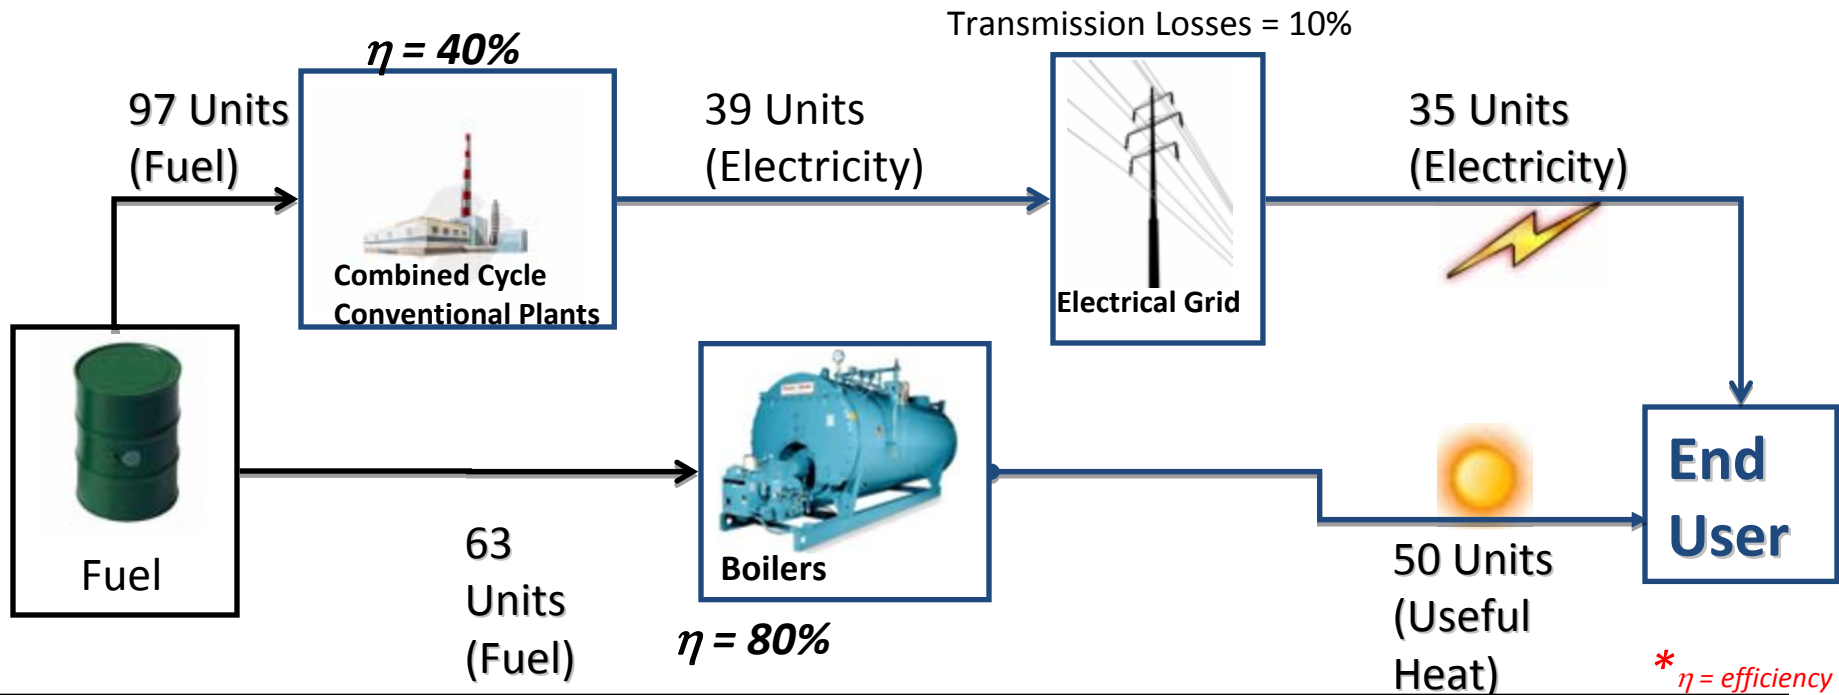 Transmission Losses = 10%
η = 40%
97 Units
(Fuel)
39 Units
(Electricity)
35 Units
(Electricity)
Combined Cycle
Conventional Plants
Electrical Grid
Fuel
63
Units
(Fuel)
Boilers
η = 80%
50 Units
(Useful
Heat)
End
User
* η = efficiency